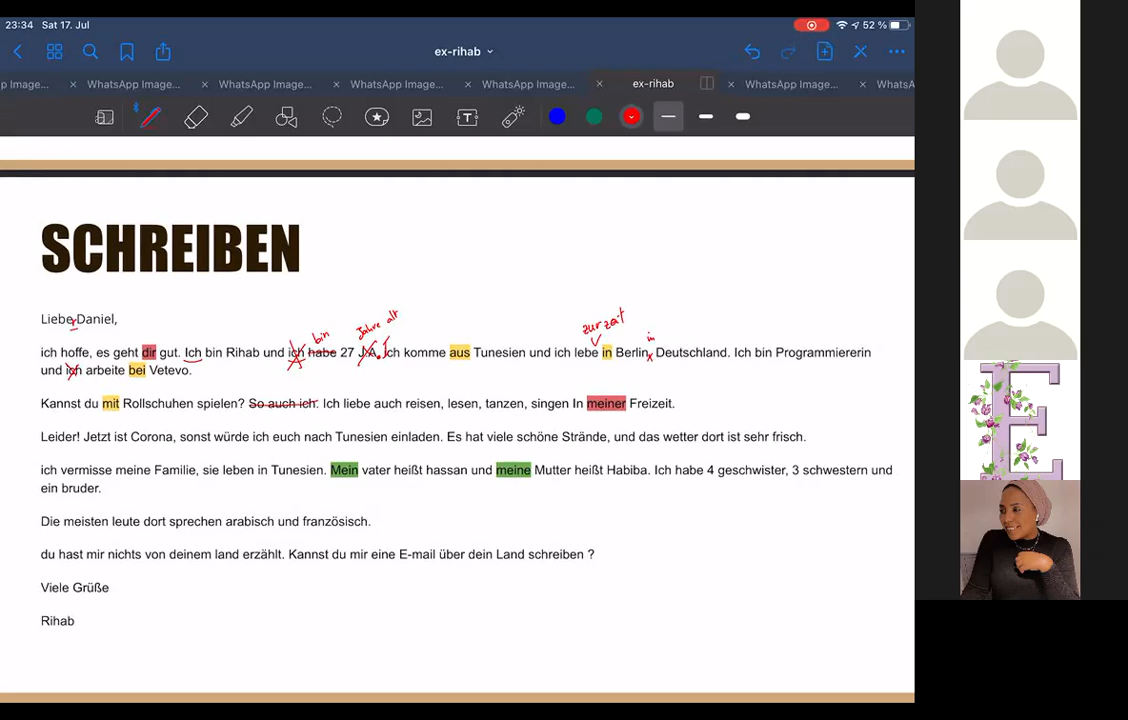 23:34 Sat 17. Jul
52 %
ex-rihab
p Image... WhatsApp Image... WhatsApp Image... WhatsApp Image... WhatsApp Image... ex-rihab WhatsApp Image... WhatsA
SCHREIBEN
Liebe Daniel,
r
bin
Jahre alt
zurzeit
in
ich hoffe, es geht dir gut. Ich bin Rihab und ich habe 27 J.A. Ich komme aus Tunesien und ich lebe in Berlin, Deutschland. Ich bin Programmiererin
und ich arbeite bei Vetevo.
Kannst du mit Rollschuhen spielen? So auch ich. Ich liebe auch reisen, lesen, tanzen, singen In meiner Freizeit.
Leider! Jetzt ist Corona, sonst würde ich euch nach Tunesien einladen. Es hat viele schöne Strände, und das wetter dort ist sehr frisch.
ich vermisse meine Familie, sie leben in Tunesien. Mein vater heißt hassan und meine Mutter heißt Habiba. Ich habe 4 geschwister, 3 schwestern und
ein bruder.
Die meisten leute dort sprechen arabisch und französisch.
du hast mir nichts von deinem land erzählt. Kannst du mir eine E-mail über dein Land schreiben ?
Viele Grüße
Rihab
E